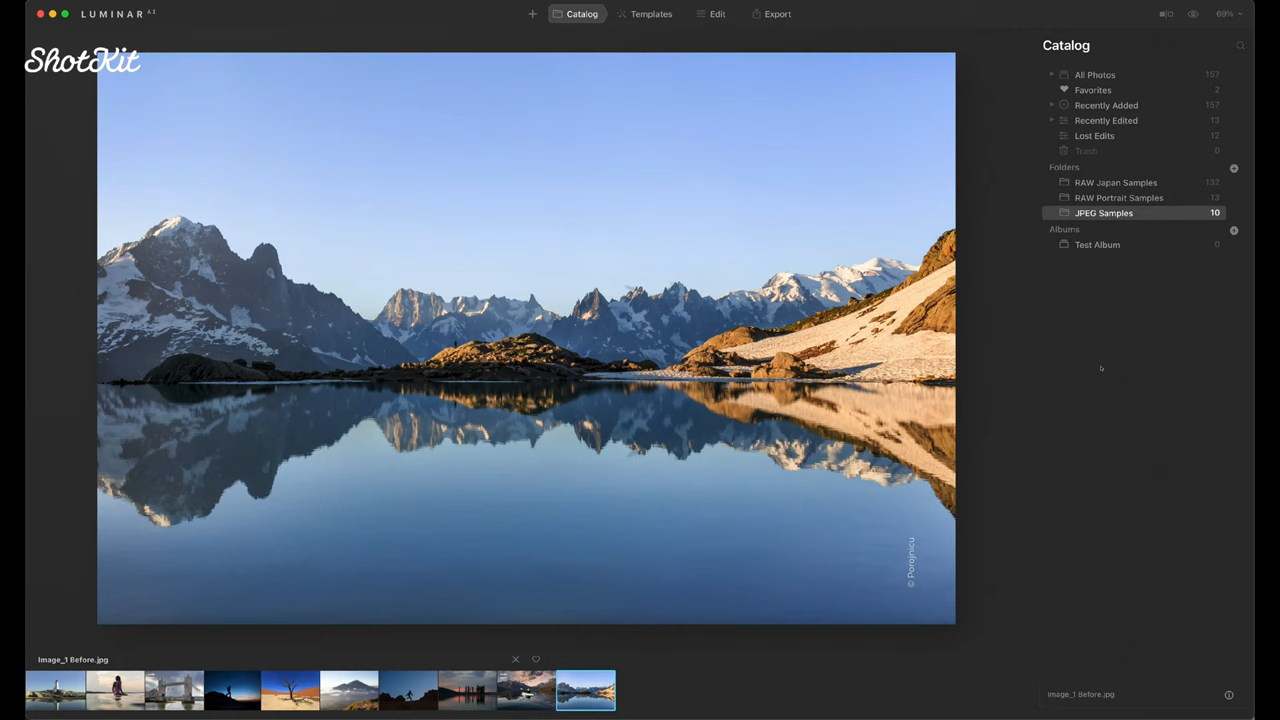 LUMINAR AI
Catalog
Templates
Edit
Export
69%
ShotKit
Catalog
All Photos 157
Favorites 2
Recently Added 157
Recently Edited 13
Lost Edits 12
Trash 0
Folders
RAW Japan Samples 132
RAW Portrait Samples 13
JPEG Samples 10
Albums
Test Album 0
© Porojnicu
Image_1 Before.jpg
Image_1 Before.jpg